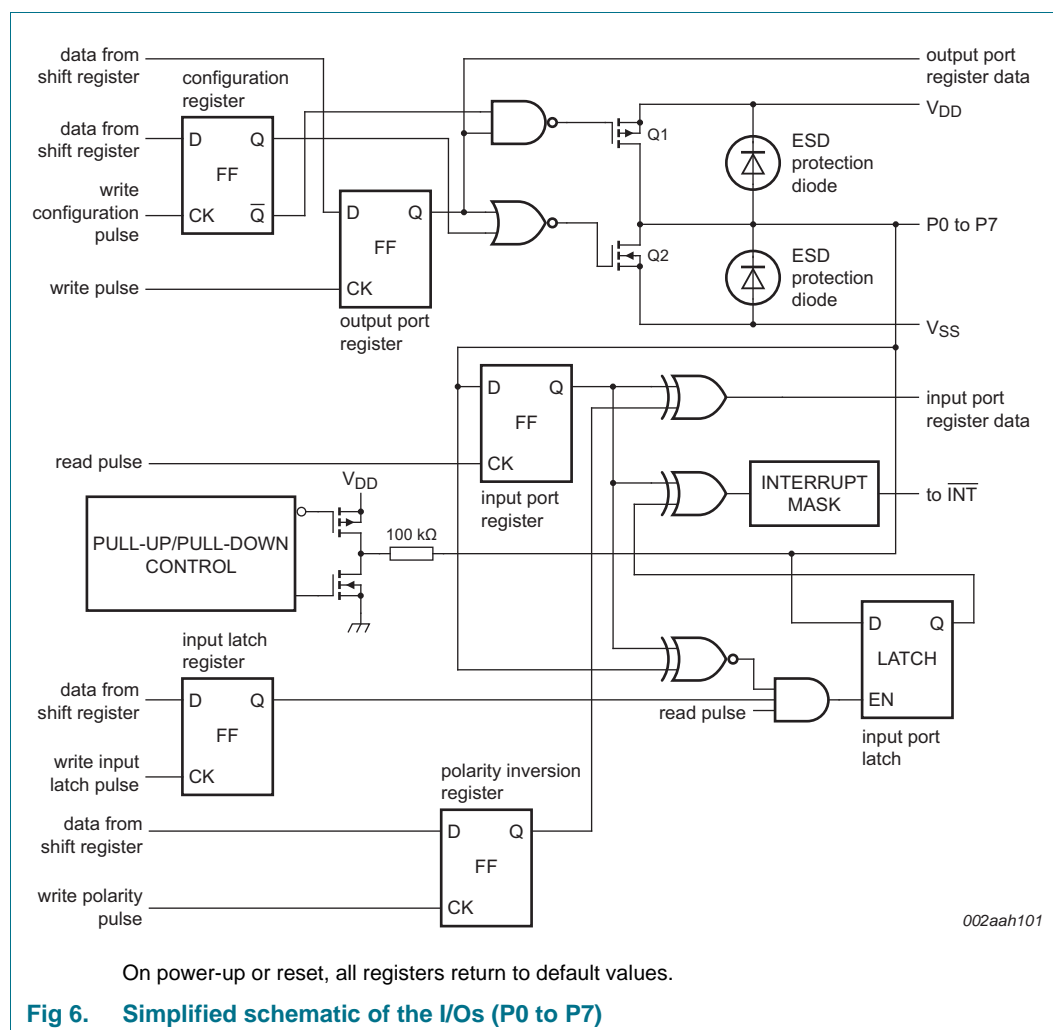 data from
shift register
configuration
register
output port
register data
data from
shift register
D
Q
FF
CK
Q̅
write
configuration
pulse
D
Q
FF
CK
output port
register
write pulse
Q1
VDD
ESD
protection
diode
P0 to P7
Q2
ESD
protection
diode
VSS
D
Q
FF
CK
input port
register
input port
register data
read pulse
INTERRUPT
MASK
to I̅N̅T̅
VDD
100 kΩ
PULL-UP/PULL-DOWN
CONTROL
input latch
register
D
Q
LATCH
EN
input port
latch
data from
shift register
D
Q
FF
CK
read pulse
write input
latch pulse
polarity inversion
register
data from
shift register
D
Q
FF
CK
write polarity
pulse
002aah101
On power-up or reset, all registers return to default values.
Fig 6. Simplified schematic of the I/Os (P0 to P7)